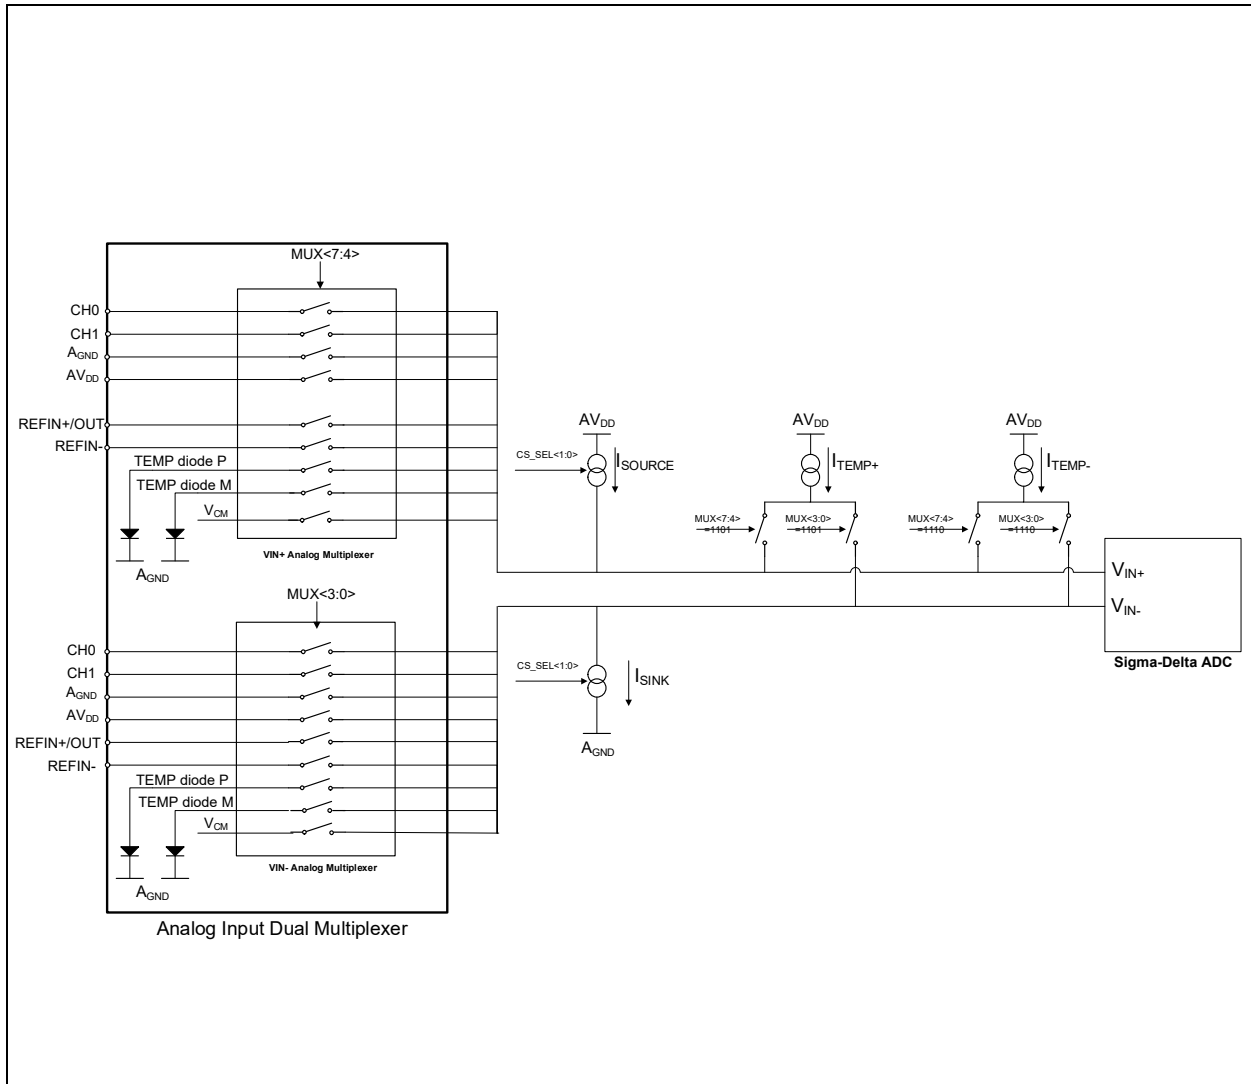 MUX<7:4>
CH0
CH1
AGND
AVDD
REFIN+/OUT
REFIN-
TEMP diode P
TEMP diode M
VCM
AGND
VIN+ Analog Multiplexer
MUX<3:0>
CH0
CH1
AGND
AVDD
REFIN+/OUT
REFIN-
TEMP diode P
TEMP diode M
VCM
AGND
VIN- Analog Multiplexer
Analog Input Dual Multiplexer
AVDD
CS_SEL<1:0>
ISOURCE
CS_SEL<1:0>
ISINK
AGND
AVDD
ITEMP+
MUX<7:4>
=1101
MUX<3:0>
=1101
AVDD
ITEMP-
MUX<7:4>
=1110
MUX<3:0>
=1110
VIN+
VIN-
Sigma-Delta ADC